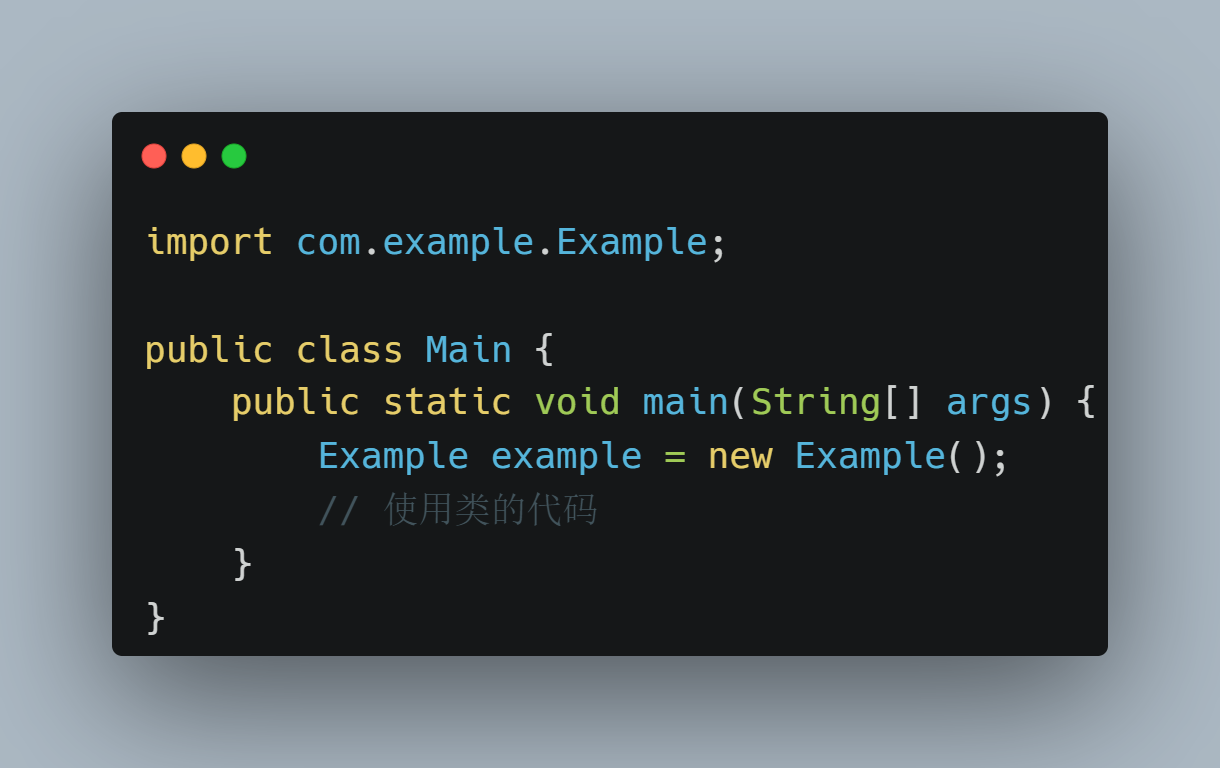 import com.example.Example;
public class Main {
    public static void main(String[] args) {
        Example example = new Example();
        // 使用类的代码
    }
}